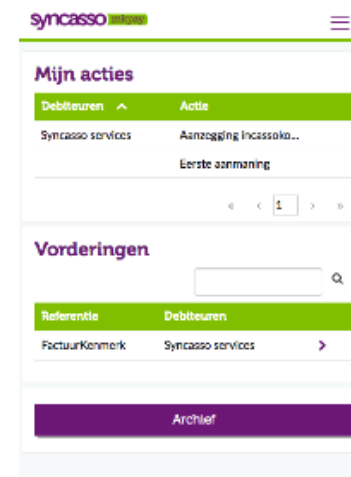 syncasso inkpay
Mijn acties
Debiteuren Actie
Syncasso services Aanzegging incassoko...
Eerste aanmaning
« < 1 > »
Vorderingen
Referentie Debiteuren
FactuurKenmerk Syncasso services >
Archief